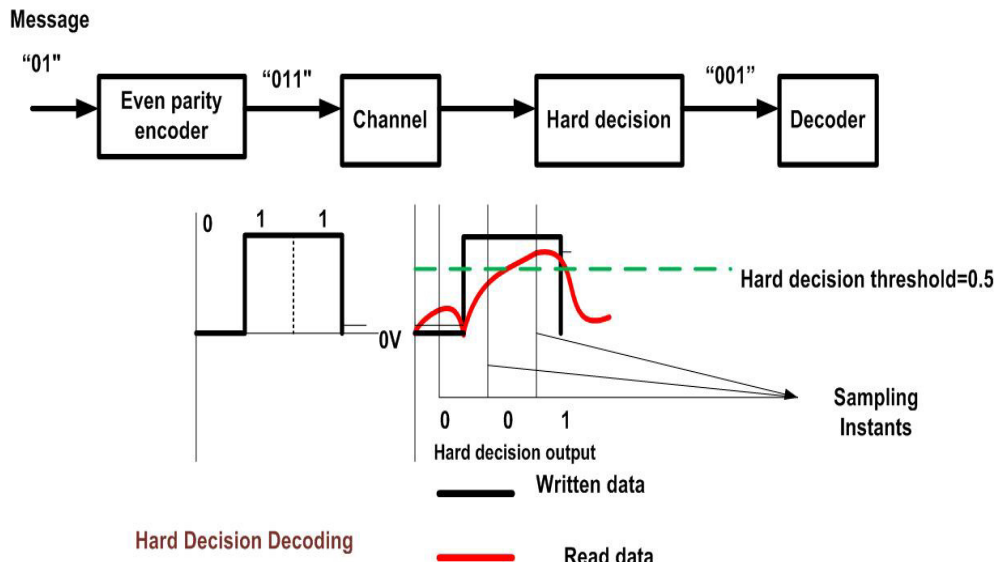 Message
“01"
Even parity
encoder
“011"
Channel
Hard decision
“001”
Decoder
0 1 1
Hard decision threshold=0.5
0V
0 0 1
Sampling
Instants
Hard decision output
Written data
Hard Decision Decoding
Read data